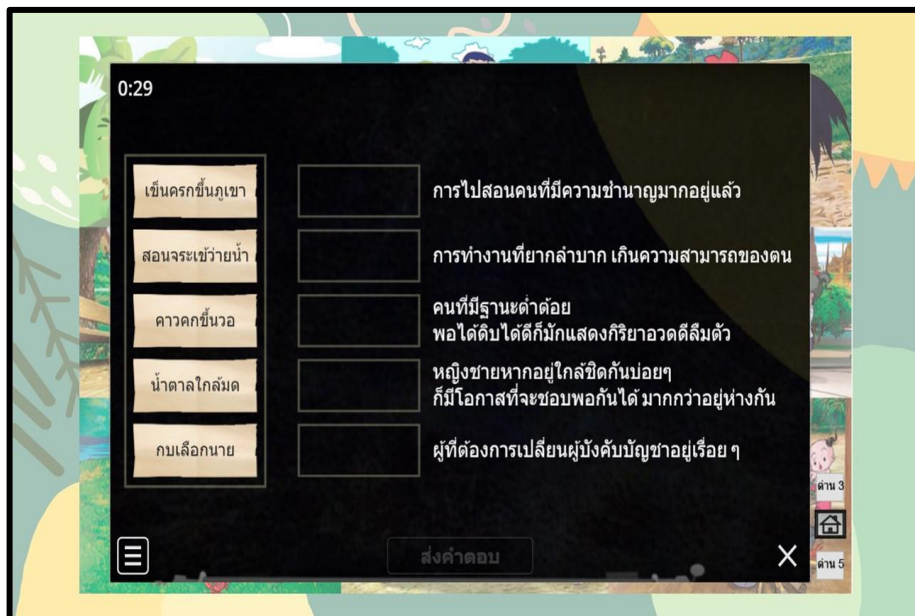 0:29
เข็นครกขึ้นภูเขา
การไปสอนคนที่มีความชำนาญมากอยู่แล้ว
สอนจระเข้ว่ายน้ำ
การทำงานที่ยากลำบาก เกินความสามารถของตน
คาวคกขึ้นวอ
คนที่มีฐานะต่ำต้อย
พอได้ดิบได้ดีก็มักแสดงกิริยาอวดดีลืมตัว
น้ำตาลใกล้มด
หญิงชายหากอยู่ใกล้ชิดกันบ่อยๆ
ก็มีโอกาสที่จะชอบพอกันได้ มากกว่าอยู่ห่างกัน
กบเลือกนาย
ผู้ที่ต้องการเปลี่ยนผู้บังคับบัญชาอยู่เรื่อย ๆ
ด่าน 3
ส่งคำตอบ
ด่าน 5